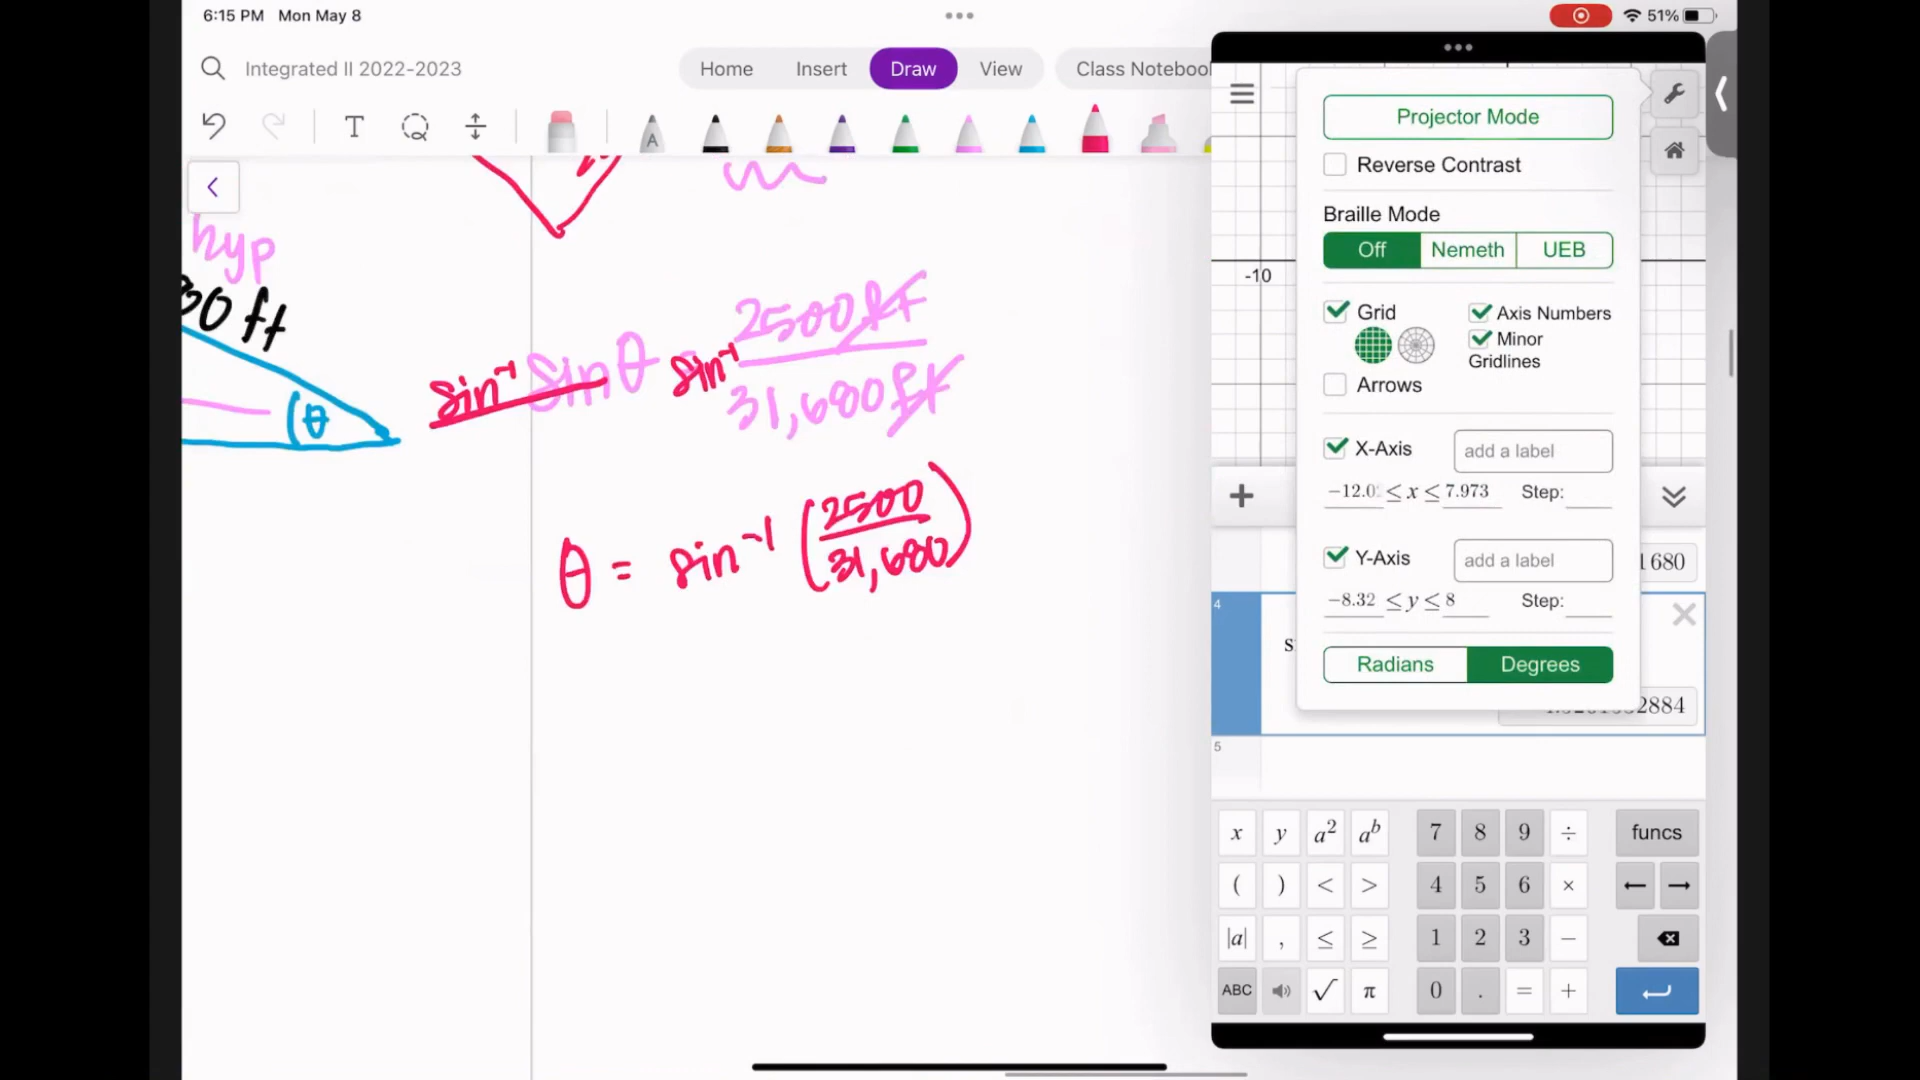 6:15 PM Mon May 8
51%
Integrated II 2022-2023
Home Insert Draw View Class Notebook
T
A
hyp
30 ft
θ
sin⁻¹ sin θ sin⁻¹ 2500 ft
31,680 ft
θ = sin⁻¹ (2500
31,680)
Projector Mode
Reverse Contrast
Braille Mode
Off Nemeth UEB
-10
Grid Axis Numbers
Minor
Gridlines
Arrows
X-Axis add a label
−12.0 ≤ x ≤ 7.973 Step:
Y-Axis add a label
−8.32 ≤ y ≤ 8 Step:
Radians Degrees
1680
4
s
2884
5
x y a² aᵇ 7 8 9 ÷ funcs
( ) < > 4 5 6 × ← →
|a| , ≤ ≥ 1 2 3 −
ABC √ π 0 . = +